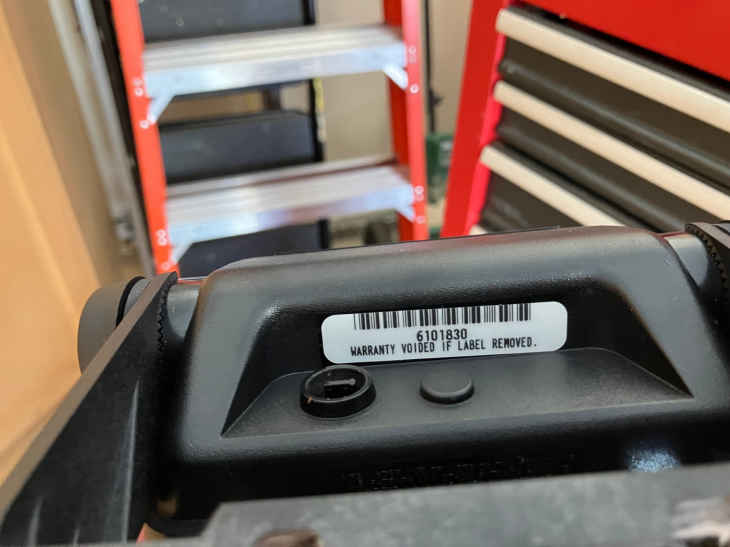 6101830
WARRANTY VOIDED IF LABEL REMOVED.